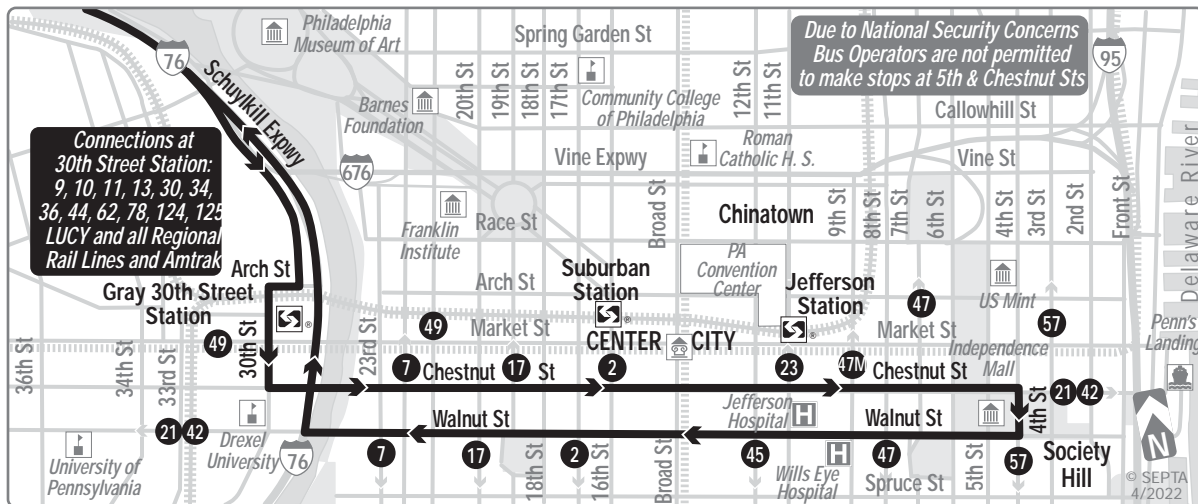 Philadelphia
Museum of Art
76
Spring Garden St
Due to National Security Concerns
Bus Operators are not permitted
to make stops at 5th & Chestnut Sts
95
Schuylkill Expwy
20th St
19th St
18th St
17th St
12th St
11th St
Community College
of Philadelphia
Callowhill St
Barnes
Foundation
Connections at
30th Street Station:
9, 10, 11, 13, 30, 34,
36, 44, 62, 78, 124, 125
LUCY and all Regional
Rail Lines and Amtrak
676
Vine Expwy
Roman
Catholic H. S.
Vine St
Broad St
Chinatown
9th St
8th St
7th St
6th St
4th St
3rd St
2nd St
Front St
Delaware River
Race St
Franklin
Institute
PA
Convention
Center
Arch St
Gray 30th Street
Station
Arch St
Suburban
Station
Jefferson
Station
US Mint
47
57
Penn's
Landing
®
®
®
49
30th St
23rd St
49
Market St
CENTER CITY
Market St
Independence
Mall
36th St
34th St
33rd St
7
Chestnut
17
St
2
23
47M
Chestnut St
21 42
4th St
Walnut St
Jefferson
Hospital
H
Walnut St
21 42
Drexel
University
76
University of
Pennsylvania
7
17
18th St
2
16th St
Broad St
45
Wills Eye
Hospital
H
47
Spruce St
5th St
57
Society
Hill
N
© SEPTA
4/2022